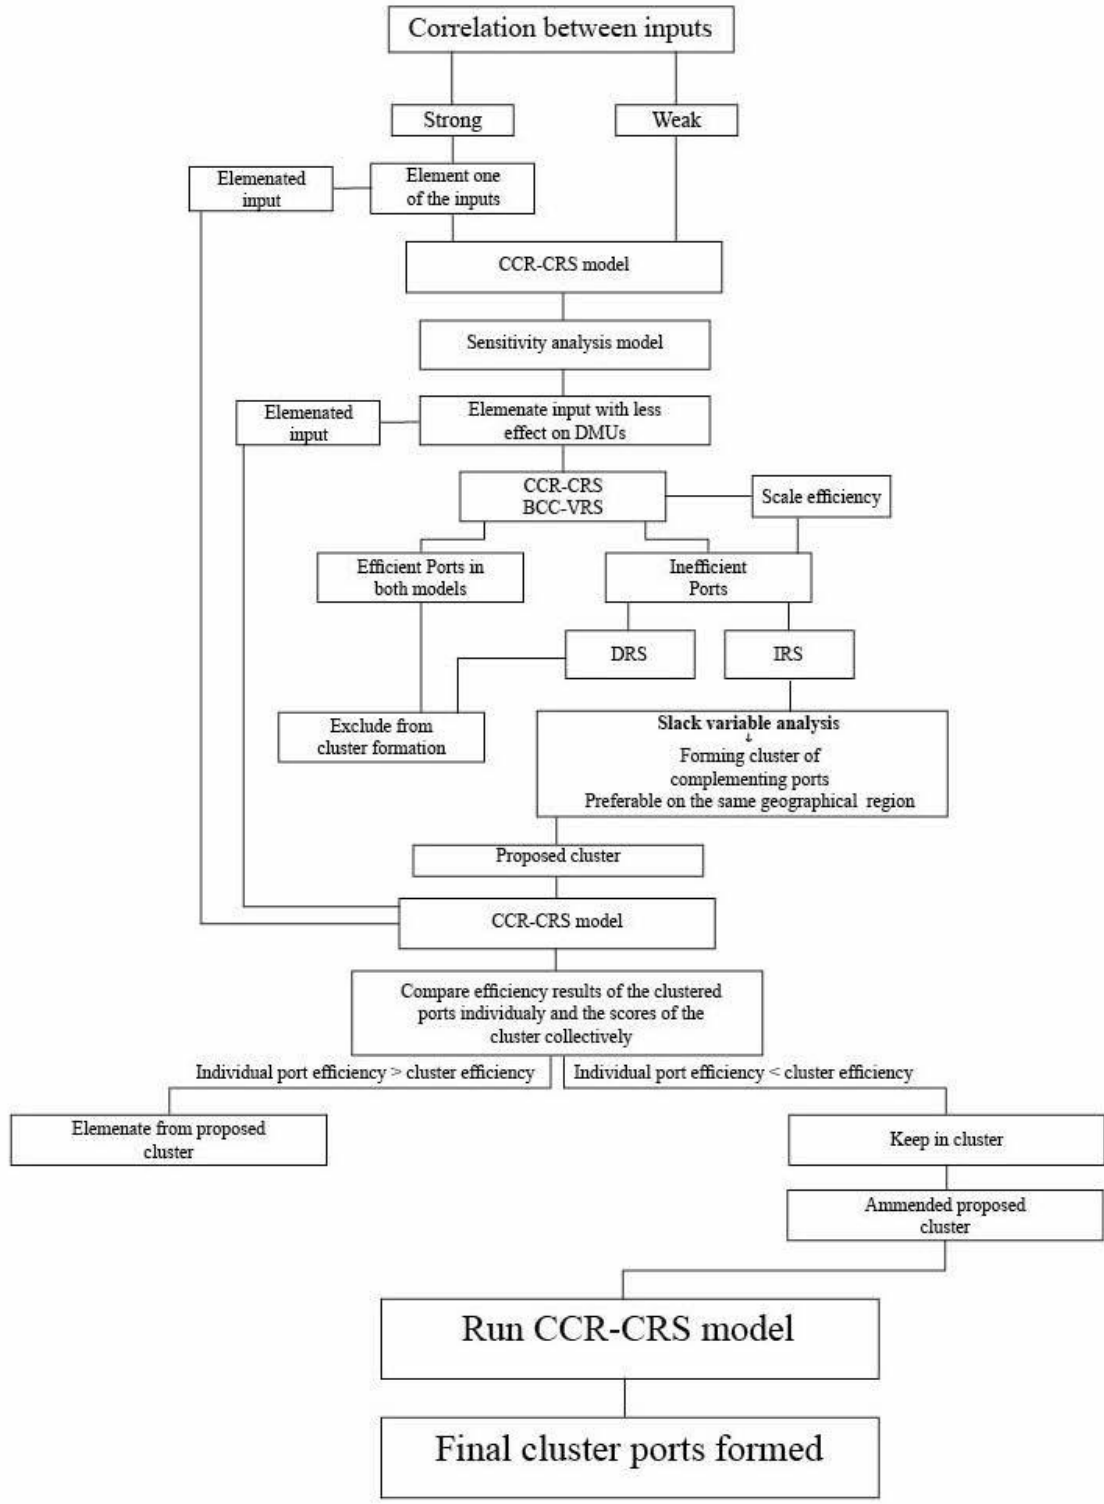 Correlation between inputs
Strong
Weak
Elemenated
input
Element one
of the inputs
CCR-CRS model
Sensitivity analysis model
Elemenated
input
Elemenate input with less
effect on DMUs
CCR-CRS
BCC-VRS
Scale efficiency
Efficient Ports in
both models
Inefficient
Ports
DRS
IRS
Exclude from
cluster formation
Slack variable analysis
↓
Forming cluster of
complementing ports
Preferable on the same geographical region
Proposed cluster
CCR-CRS model
Compare efficiency results of the clustered
ports individualy and the scores of the
cluster collectively
Individual port efficiency > cluster efficiency
Individual port efficiency < cluster efficiency
Elemenate from proposed
cluster
Keep in cluster
Ammended proposed
cluster
Run CCR-CRS model
Final cluster ports formed